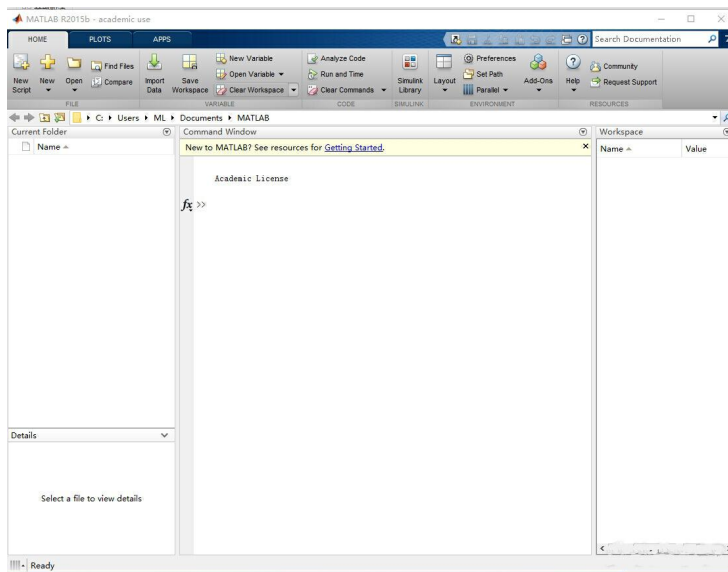 MATLAB R2015b - academic use
HOME PLOTS APPS
Search Documentation
New Script
New
Open
Find Files
Compare
FILE
Import Data
Save Workspace
New Variable
Open Variable
Clear Workspace
VARIABLE
Analyze Code
Run and Time
Clear Commands
CODE
Simulink Library
SIMULINK
Layout
Preferences
Set Path
Parallel
ENVIRONMENT
Add-Ons
Help
Community
Request Support
RESOURCES
C: Users ML Documents MATLAB
Current Folder
Name
Command Window
New to MATLAB? See resources for Getting Started.
Academic License
fx >>
Workspace
Name Value
Details
Select a file to view details
Ready